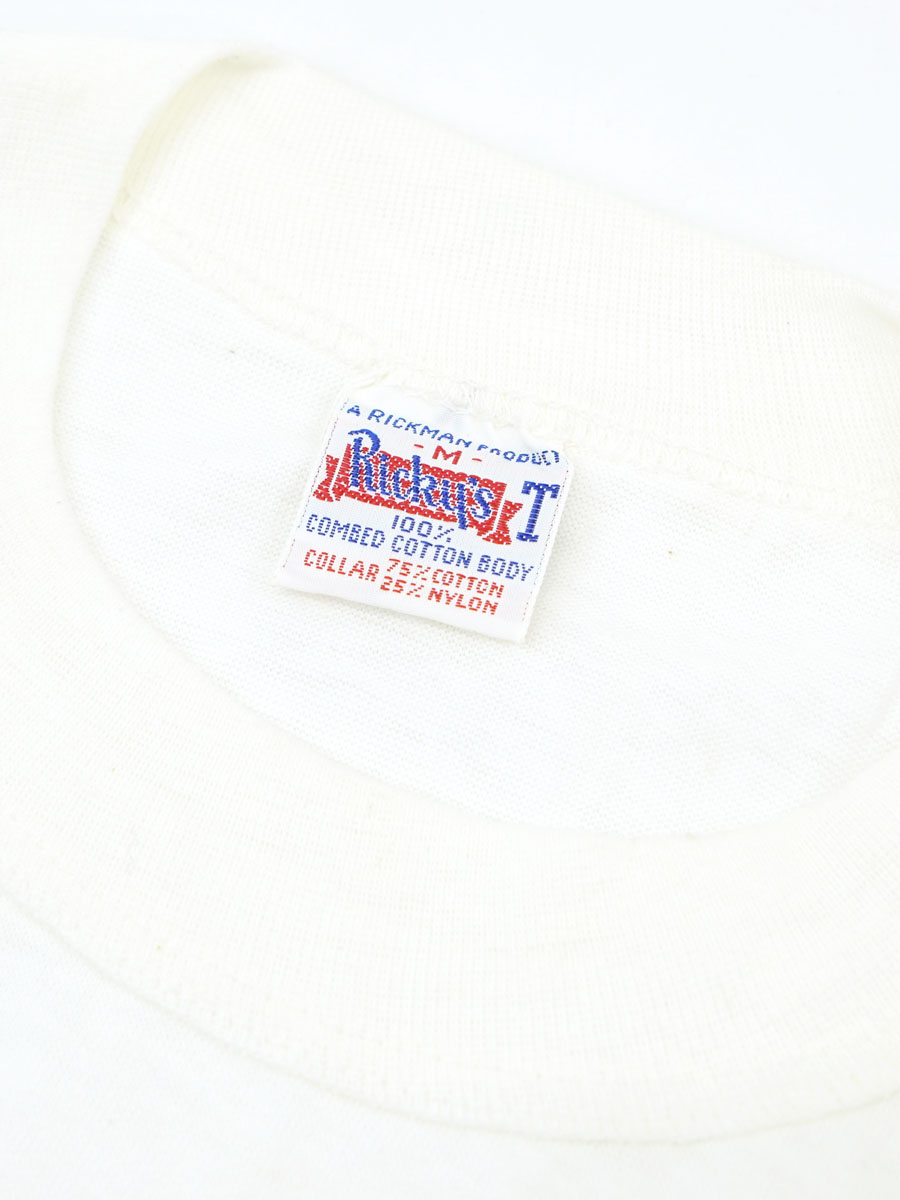 A RICKMAN PRODUCT
- M -
Ricky's T
100%
COMBED COTTON BODY
COLLAR 75% COTTON
25% NYLON